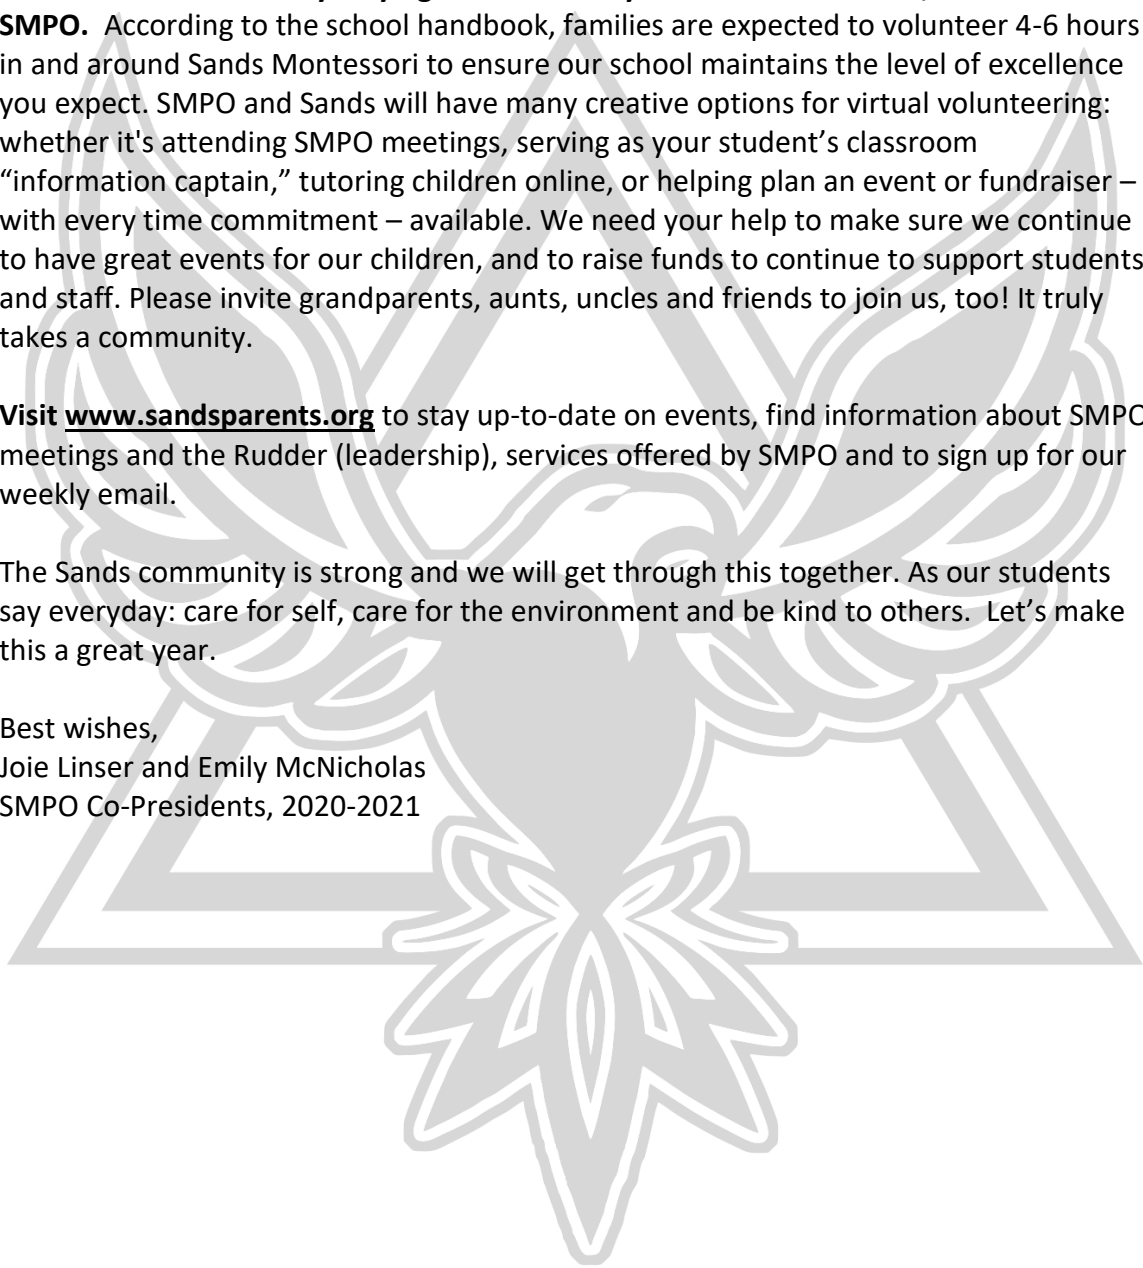 SMPO. According to the school handbook, families are expected to volunteer 4-6 hours
in and around Sands Montessori to ensure our school maintains the level of excellence
you expect. SMPO and Sands will have many creative options for virtual volunteering:
whether it's attending SMPO meetings, serving as your student’s classroom
“information captain,” tutoring children online, or helping plan an event or fundraiser –
with every time commitment – available. We need your help to make sure we continue
to have great events for our children, and to raise funds to continue to support students
and staff. Please invite grandparents, aunts, uncles and friends to join us, too! It truly
takes a community.
Visit www.sandsparents.org to stay up-to-date on events, find information about SMPO
meetings and the Rudder (leadership), services offered by SMPO and to sign up for our
weekly email.
The Sands community is strong and we will get through this together. As our students
say everyday: care for self, care for the environment and be kind to others. Let’s make
this a great year.
Best wishes,
Joie Linser and Emily McNicholas
SMPO Co-Presidents, 2020-2021